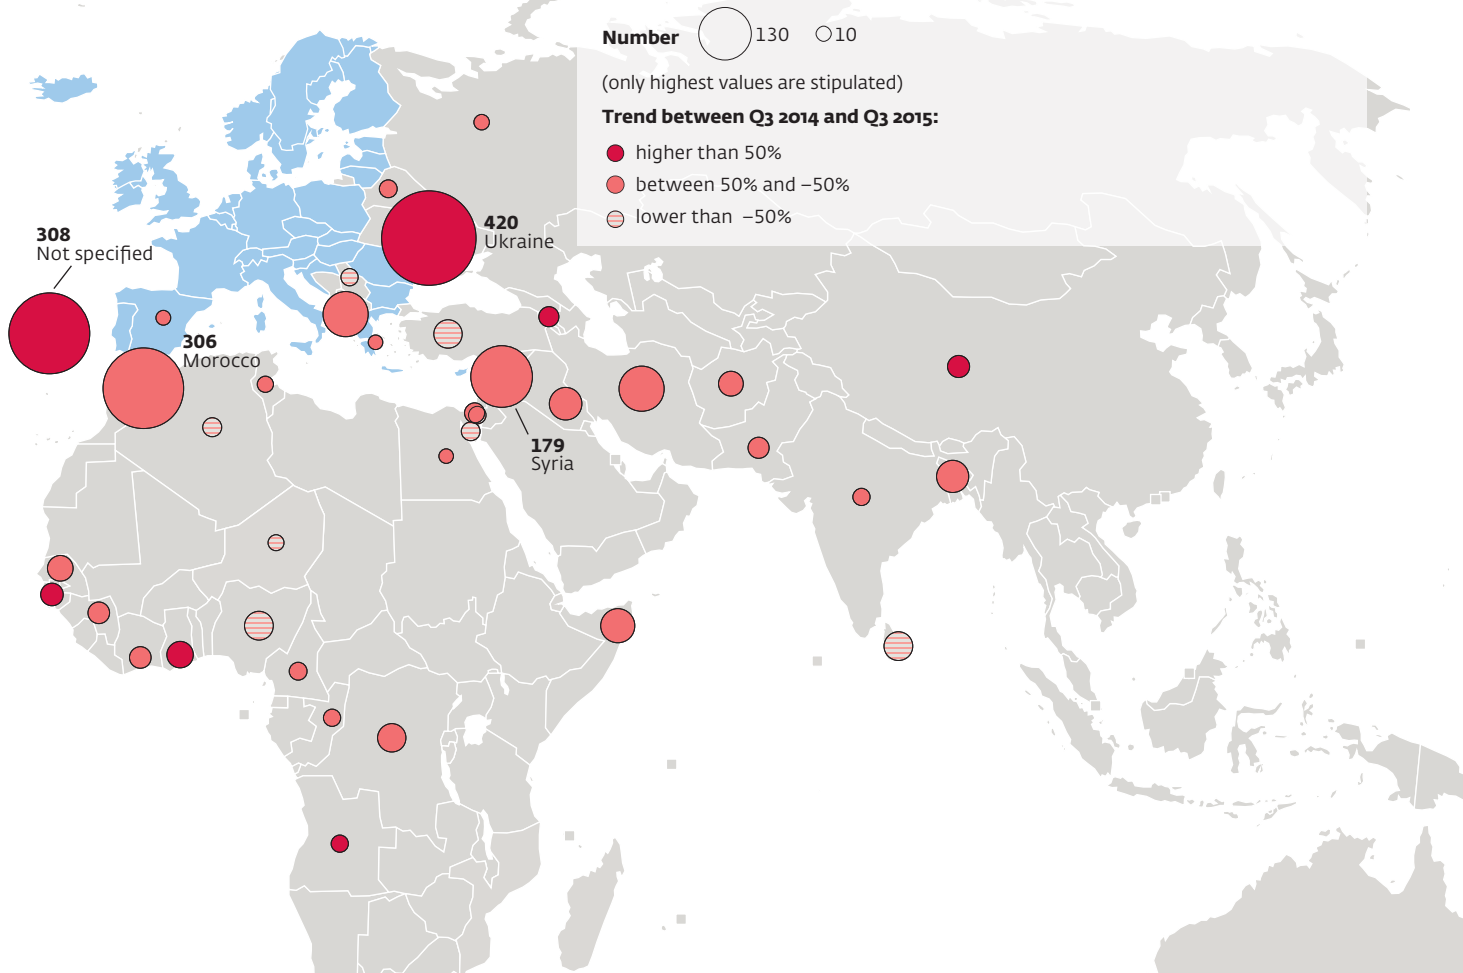 Number 130 10
(only highest values are stipulated)
Trend between Q3 2014 and Q3 2015:
higher than 50%
between 50% and –50%
lower than –50%
308
Not specified
420
Ukraine
306
Morocco
179
Syria